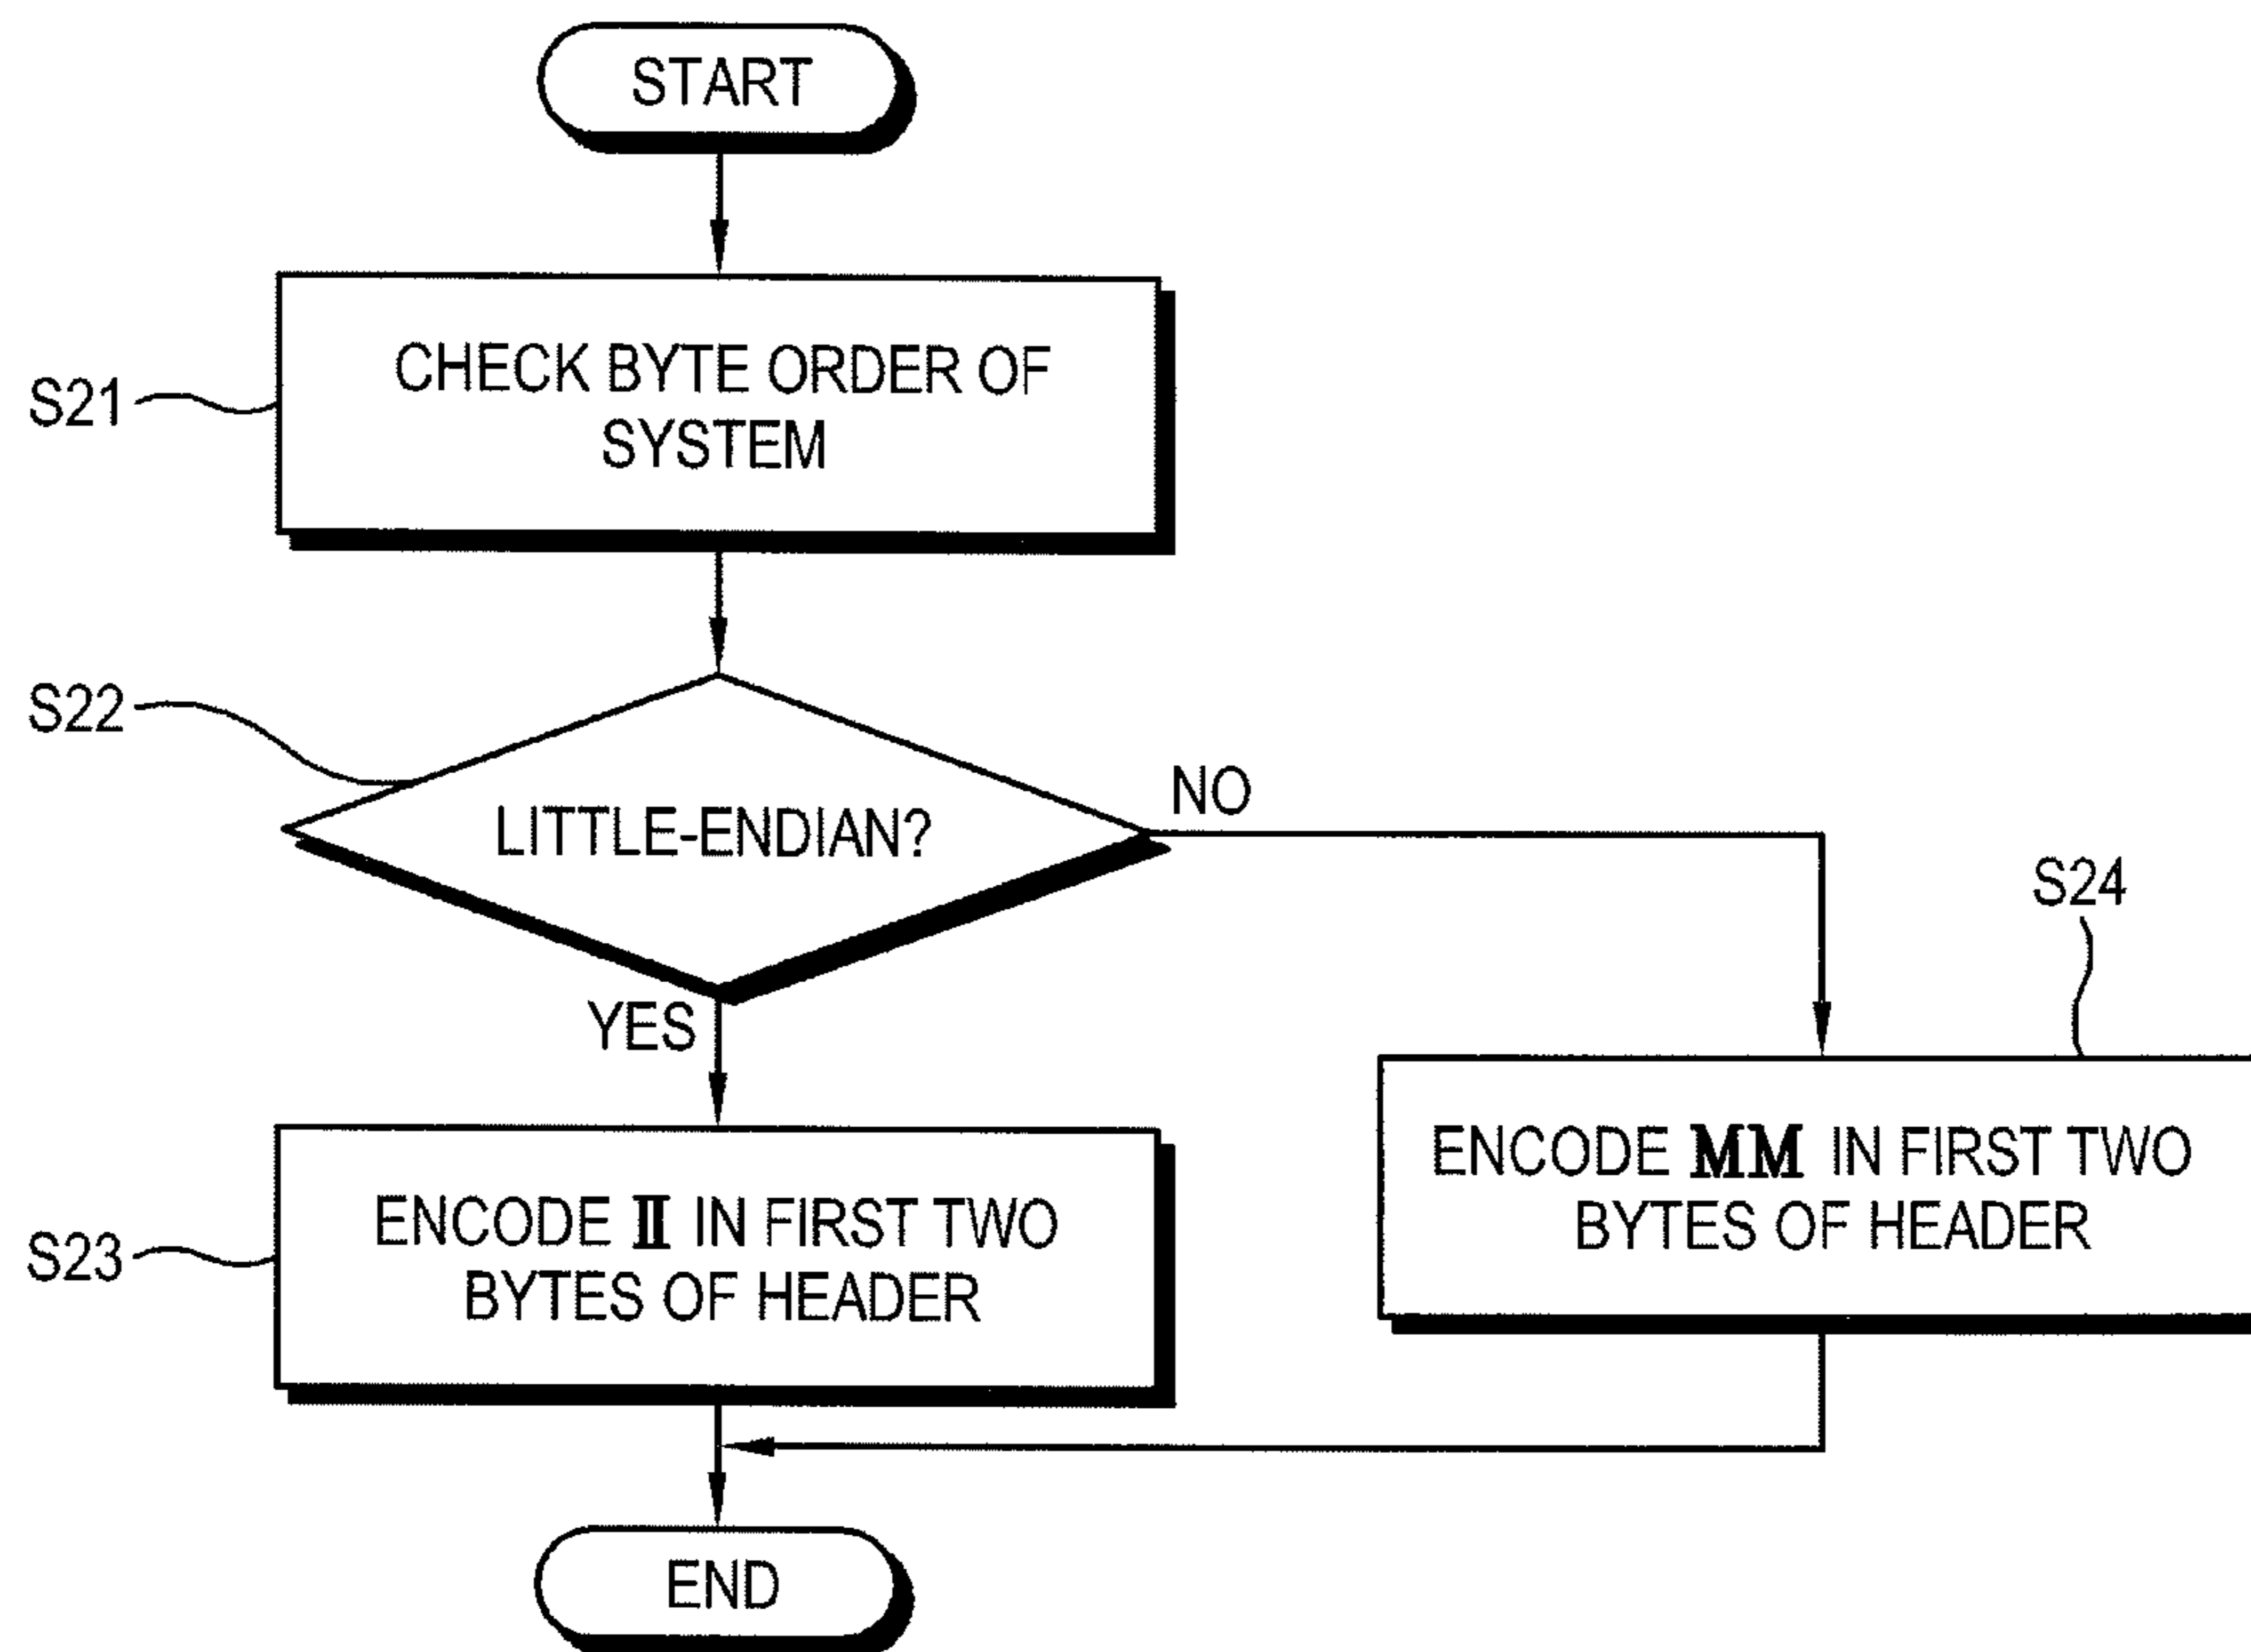 START
S21
CHECK BYTE ORDER OF
SYSTEM
S22
LITTLE-ENDIAN?
NO
YES
S24
ENCODE MM IN FIRST TWO
BYTES OF HEADER
S23
ENCODE II IN FIRST TWO
BYTES OF HEADER
END